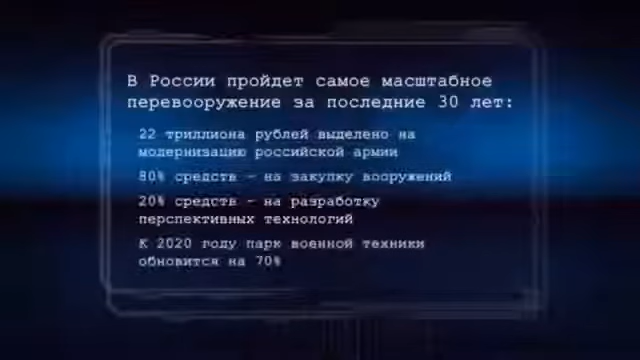 В России пройдет самое масштабное
перевооружение за последние 30 лет:
22 триллиона рублей выделено на
модернизацию российской армии
80% средств - на закупку вооружений
20% средств - на разработку
перспективных технологий
К 2020 году парк военной техники
обновится на 70%